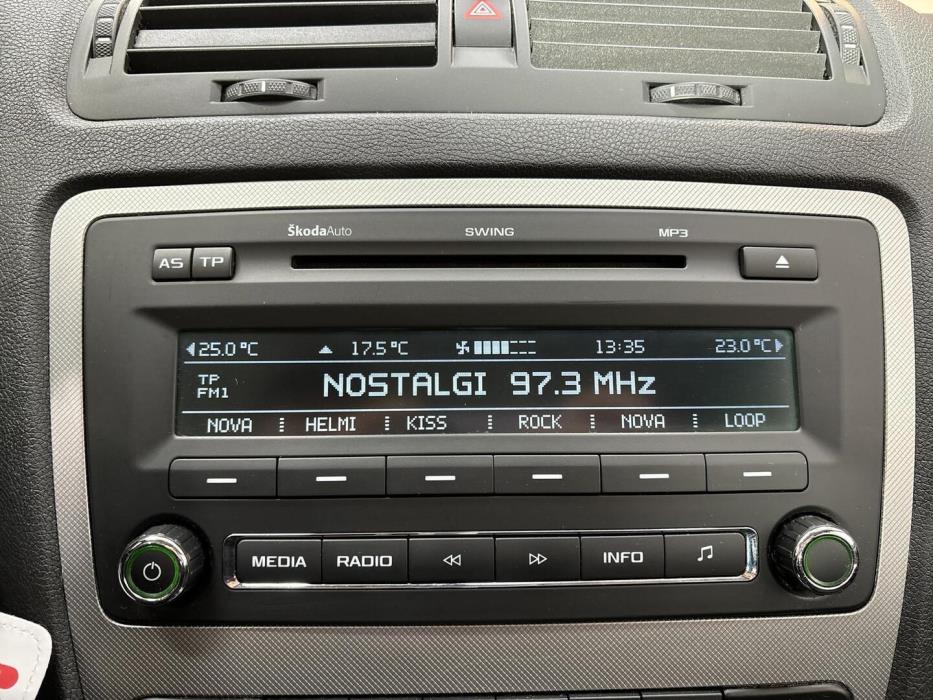 ŠkodaAuto SWING MP3
AS TP
25.0 °C 17.5 °C 13:35 23.0 °C
TP
FM1
NOSTALGI 97.3 MHz
NOVA HELMI KISS ROCK NOVA LOOP
MEDIA RADIO INFO